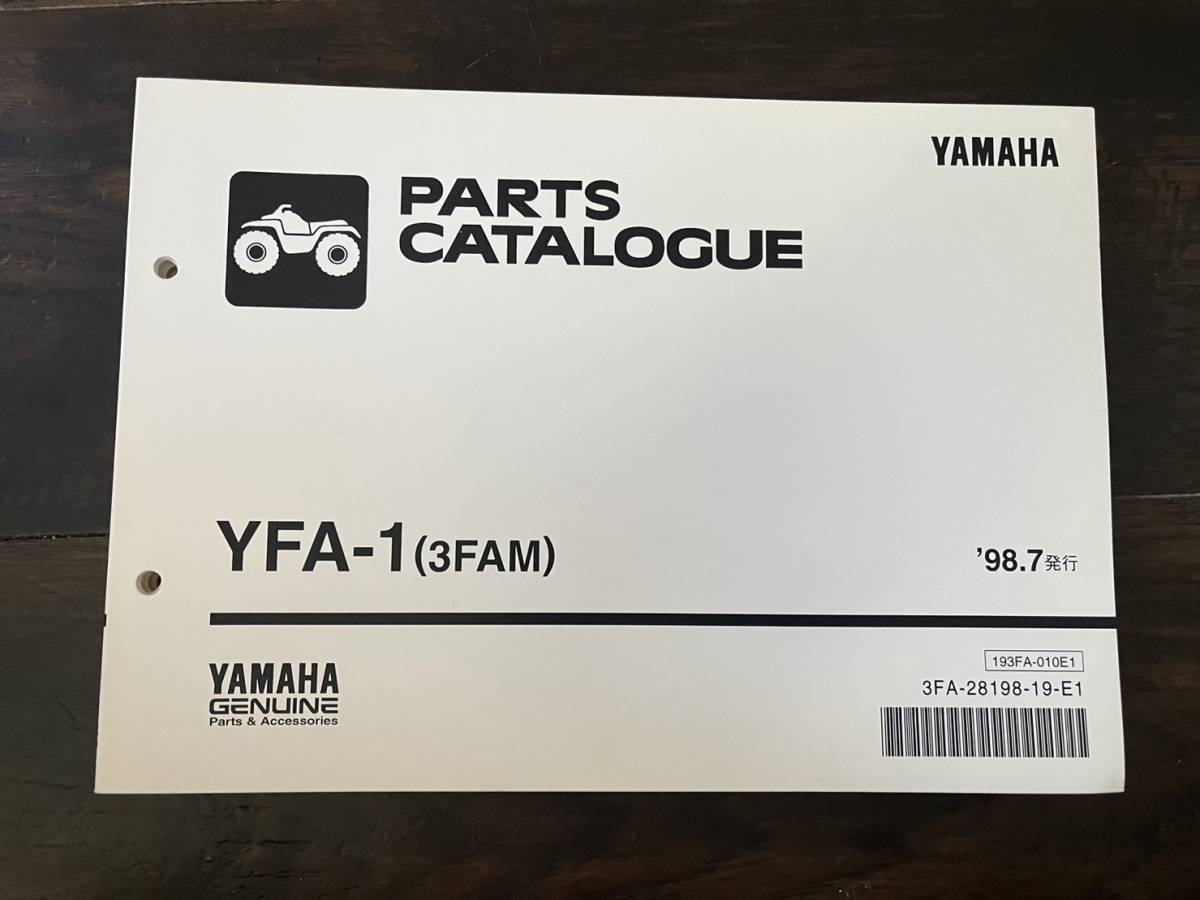 YAMAHA
PARTS
CATALOGUE
YFA-1(3FAM)
'98.7発行
YAMAHA
GENUINE
Parts & Accessories
193FA-010E1
3FA-28198-19-E1